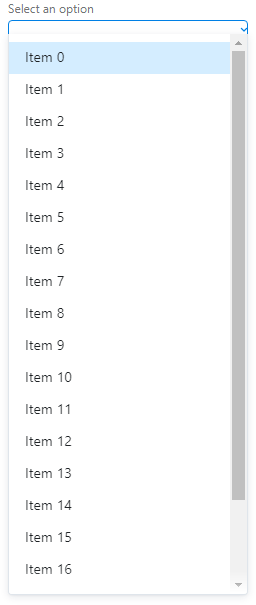 Select an option
Item 0
Item 1
Item 2
Item 3
Item 4
Item 5
Item 6
Item 7
Item 8
Item 9
Item 10
Item 11
Item 12
Item 13
Item 14
Item 15
Item 16